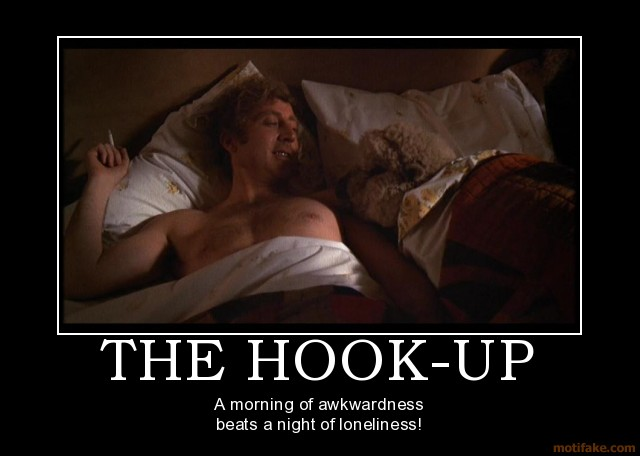 THE HOOK-UP
A morning of awkwardness
beats a night of loneliness!
motifake.com